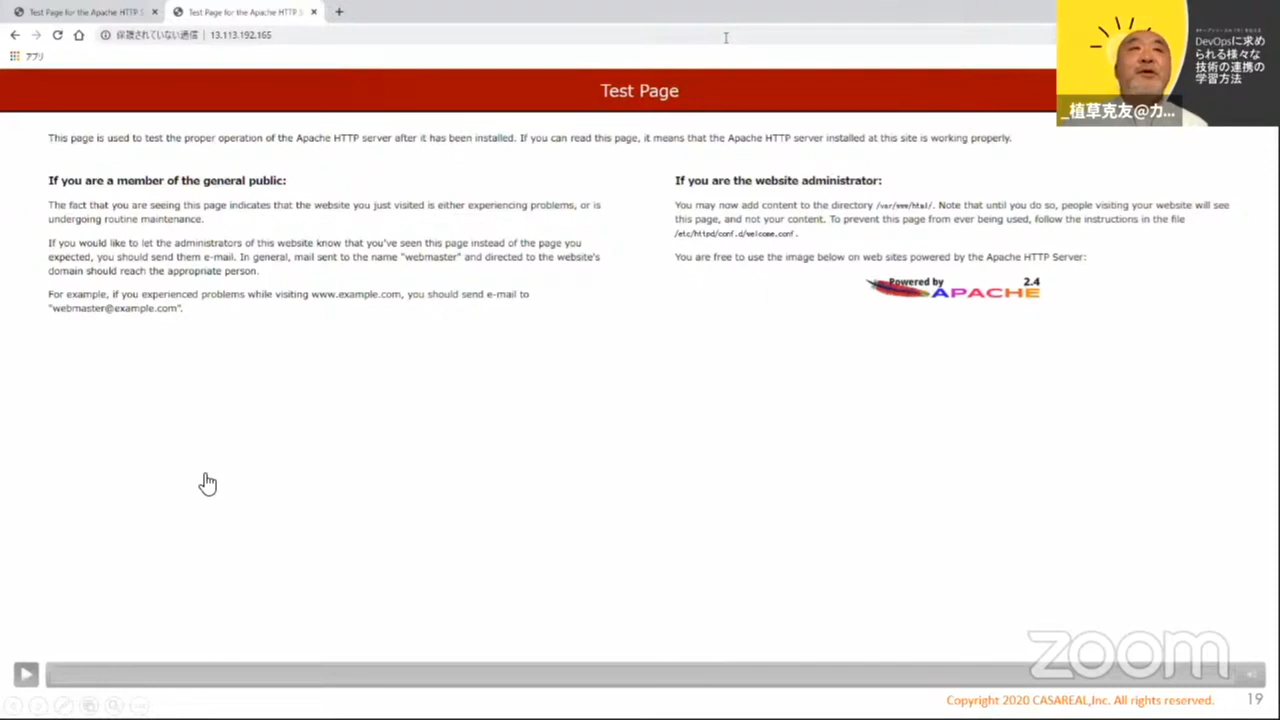 Test Page for the Apache HTTP S
Test Page for the Apache HTTP S
保護されていない通信 | 13.113.192.165
アプリ
DevOpsに求め
られる様々な
技術の連携の
学習方法
_植草克友@カ...
Test Page
This page is used to test the proper operation of the Apache HTTP server after it has been installed. If you can read this page, it means that the Apache HTTP server installed at this site is working properly.
If you are a member of the general public:
The fact that you are seeing this page indicates that the website you just visited is either experiencing problems, or is
undergoing routine maintenance.
If you would like to let the administrators of this website know that you've seen this page instead of the page you
expected, you should send them e-mail. In general, mail sent to the name "webmaster" and directed to the website's
domain should reach the appropriate person.
For example, if you experienced problems while visiting www.example.com, you should send e-mail to
"webmaster@example.com".
If you are the website administrator:
You may now add content to the directory /var/www/html/. Note that until you do so, people visiting your website will see
this page, and not your content. To prevent this page from ever being used, follow the instructions in the file
/etc/httpd/conf.d/welcome.conf.
You are free to use the image below on web sites powered by the Apache HTTP Server:
Powered by 2.4
APACHE
zoom
Copyright 2020 CASAREAL,Inc. All rights reserved. 19